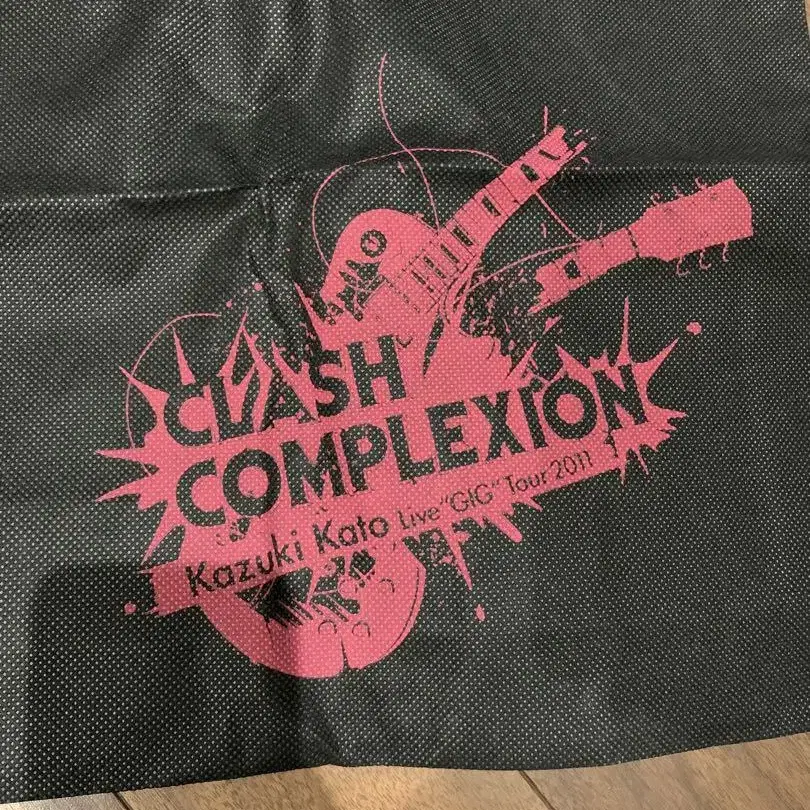 CLASH
COMPLEXION
Kazuki Kato Live"GIG"Tour 2011